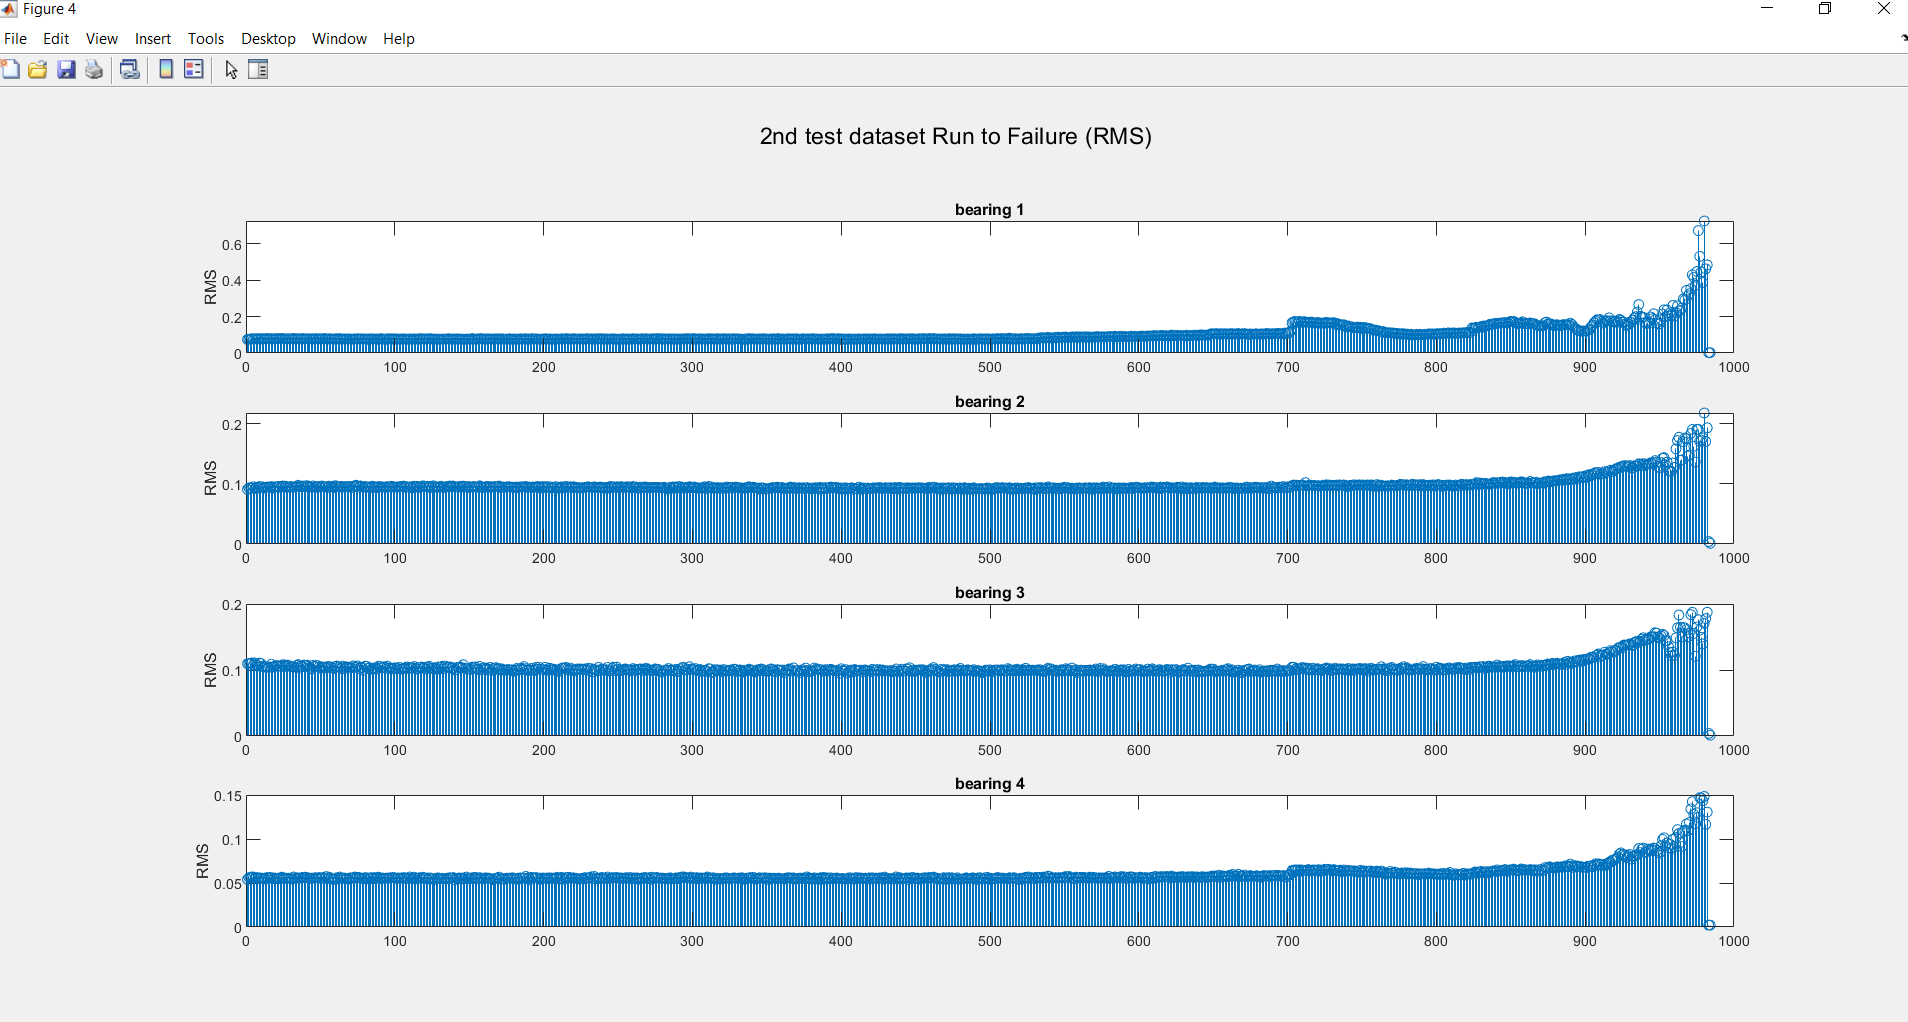 Figure 4
File Edit View Insert Tools Desktop Window Help
2nd test dataset Run to Failure (RMS)
bearing 1
RMS
0.6
0.4
0.2
0
0 100 200 300 400 500 600 700 800 900 1000
bearing 2
RMS
0.2
0.1
0
0 100 200 300 400 500 600 700 800 900 1000
bearing 3
RMS
0.2
0.1
0
0 100 200 300 400 500 600 700 800 900 1000
bearing 4
RMS
0.15
0.1
0.05
0
0 100 200 300 400 500 600 700 800 900 1000